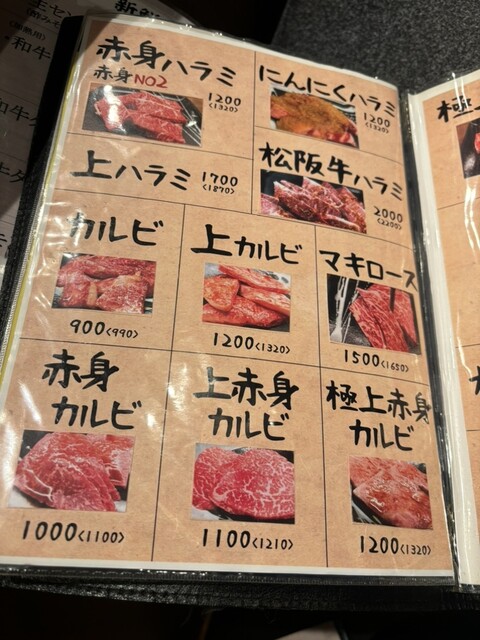 赤身ハラミ
赤身NO2
1200
<1320>
にんにくハラミ
1200
<1320>
上ハラミ 1700
<1870>
松阪牛ハラミ
2000
<2200>
カルビ
900<990>
上カルビ
1200<1320>
マキロース
1500<1650>
赤身
カルビ
1000<1100>
上赤身
カルビ
1100<1210>
極上赤身
カルビ
1200<1320>
和牛